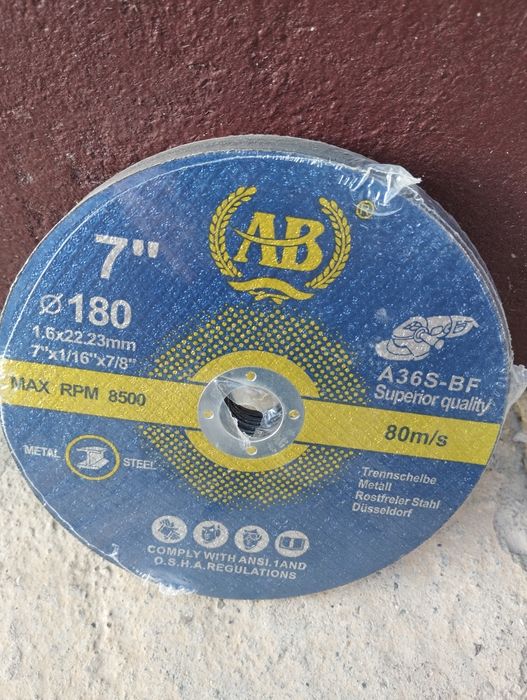 AB
®
7"
Ø180
1.6x22.23mm
7"x1/16"x7/8"
A36S-BF
Superior quality
MAX RPM 8500
80m/s
METAL
STEEL
Trennscheibe
Metall
Rostfreier Stahl
Düsseldorf
COMPLY WITH ANSI.1AND
O.S.H.A.REGULATIONS